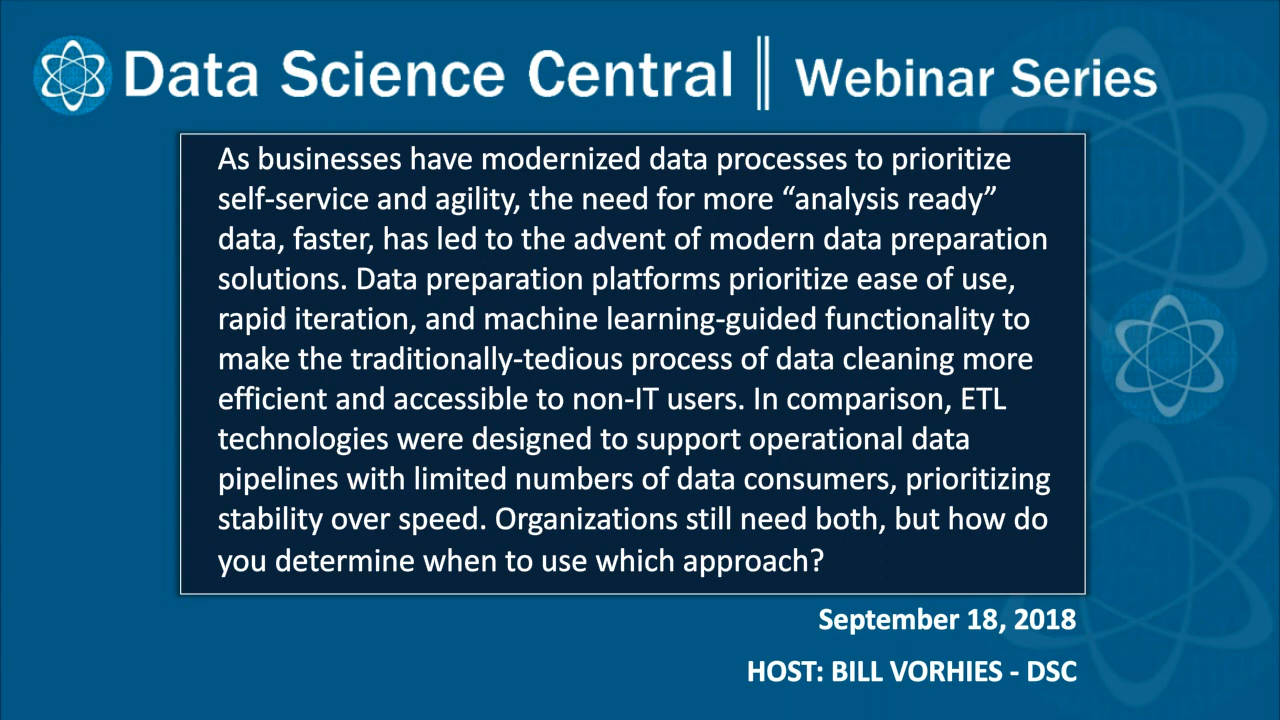 Data Science Central || Webinar Series
As businesses have modernized data processes to prioritize
self-service and agility, the need for more “analysis ready”
data, faster, has led to the advent of modern data preparation
solutions. Data preparation platforms prioritize ease of use,
rapid iteration, and machine learning-guided functionality to
make the traditionally-tedious process of data cleaning more
efficient and accessible to non-IT users. In comparison, ETL
technologies were designed to support operational data
pipelines with limited numbers of data consumers, prioritizing
stability over speed. Organizations still need both, but how do
you determine when to use which approach?
September 18, 2018
HOST: BILL VORHIES - DSC